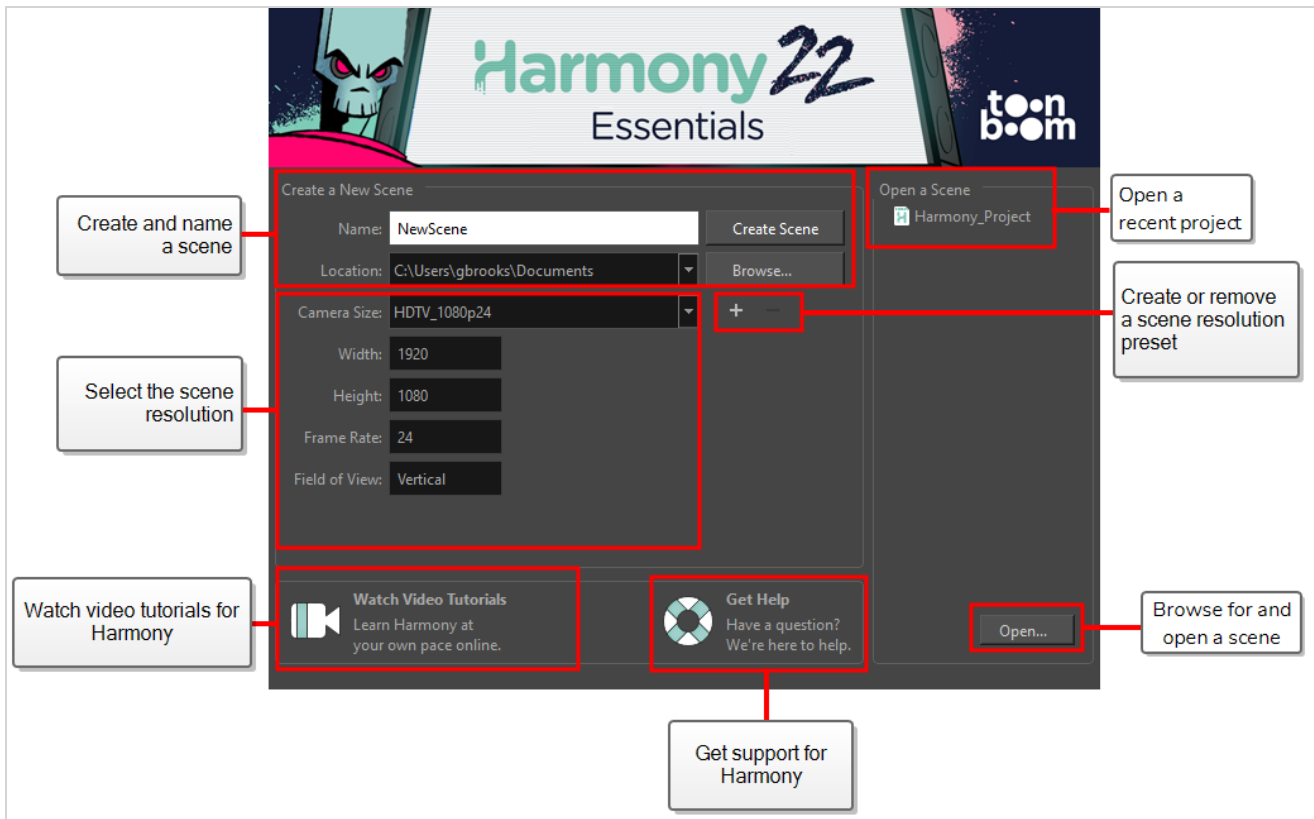 Harmony 22
Essentials
toon
boom
Create a New Scene
Name:
NewScene
Create Scene
Location:
C:\Users\gbrooks\Documents
Browse...
Camera Size:
HDTV_1080p24
+ −
Width:
1920
Height:
1080
Frame Rate:
24
Field of View:
Vertical
Open a Scene
Harmony_Project
Open...
Watch Video Tutorials
Learn Harmony at
your own pace online.
Get Help
Have a question?
We're here to help.
Create and name
a scene
Select the scene
resolution
Watch video tutorials for
Harmony
Get support for
Harmony
Open a
recent project
Create or remove
a scene resolution
preset
Browse for and
open a scene